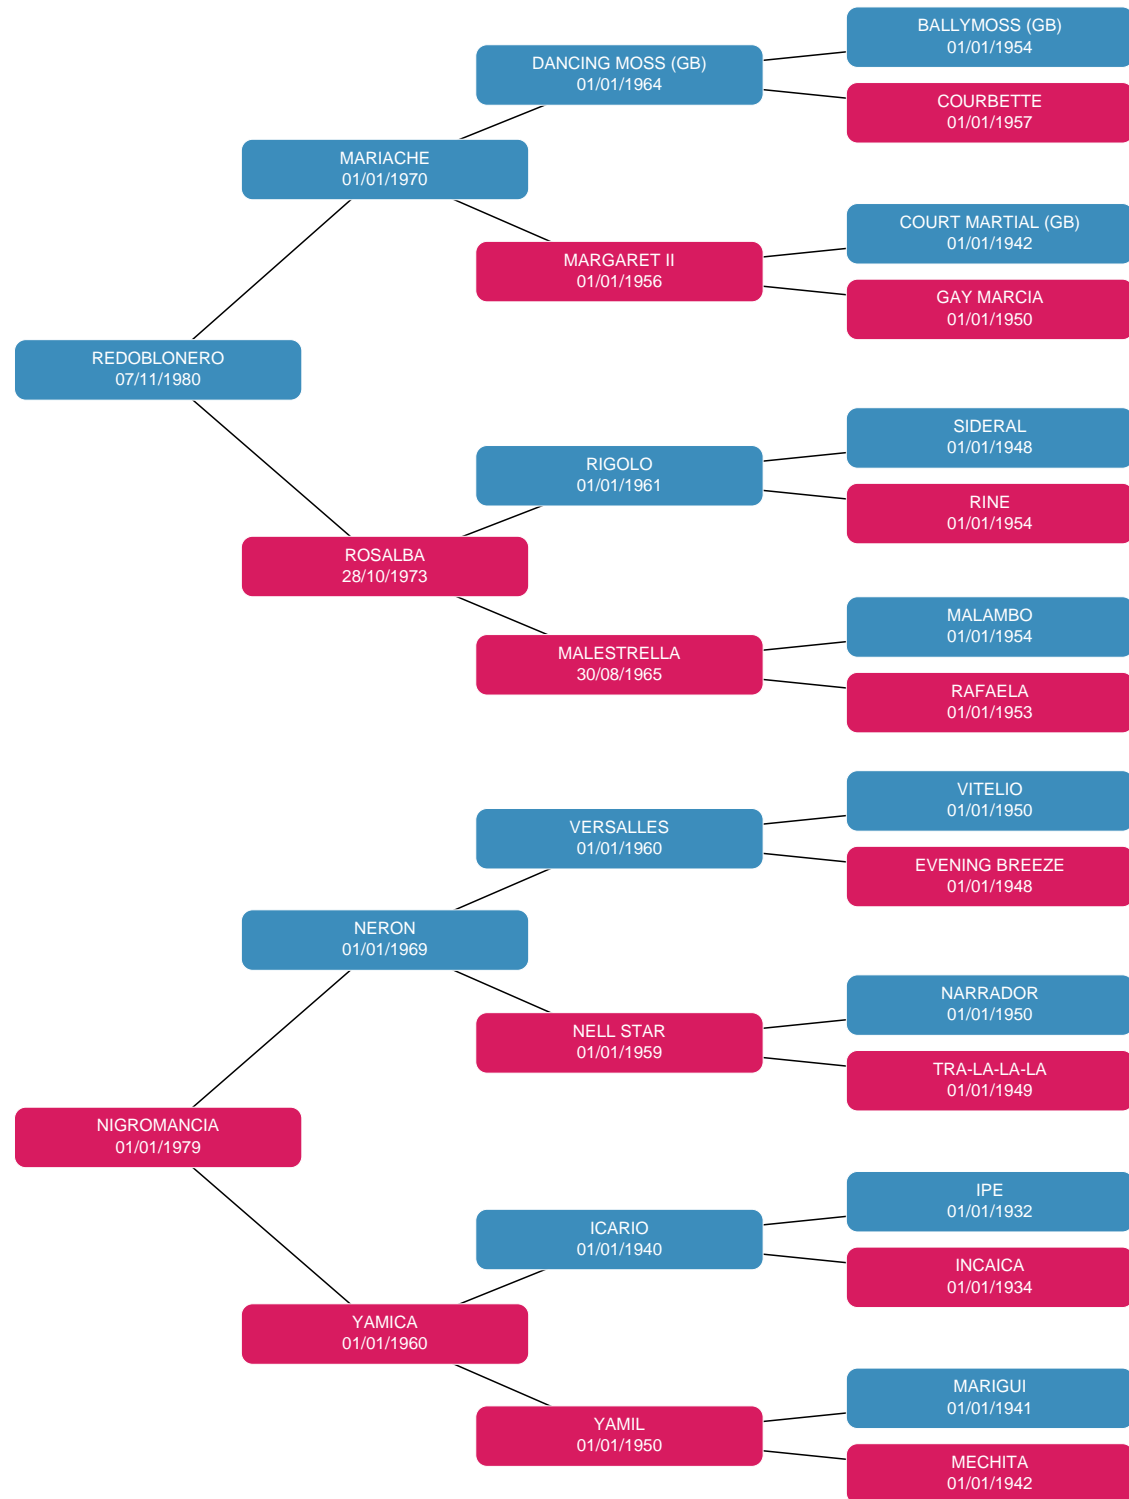 BALLYMOSS (GB)
01/01/1954
DANCING MOSS (GB)
01/01/1964
COURBETTE
01/01/1957
MARIACHE
01/01/1970
COURT MARTIAL (GB)
01/01/1942
MARGARET II
01/01/1956
GAY MARCIA
01/01/1950
REDOBLONERO
07/11/1980
SIDERAL
01/01/1948
RIGOLO
01/01/1961
RINE
01/01/1954
ROSALBA
28/10/1973
MALAMBO
01/01/1954
MALESTRELLA
30/08/1965
RAFAELA
01/01/1953
VITELIO
01/01/1950
VERSALLES
01/01/1960
EVENING BREEZE
01/01/1948
NERON
01/01/1969
NARRADOR
01/01/1950
NELL STAR
01/01/1959
TRA-LA-LA-LA
01/01/1949
NIGROMANCIA
01/01/1979
IPE
01/01/1932
ICARIO
01/01/1940
INCAICA
01/01/1934
YAMICA
01/01/1960
MARIGUI
01/01/1941
YAMIL
01/01/1950
MECHITA
01/01/1942